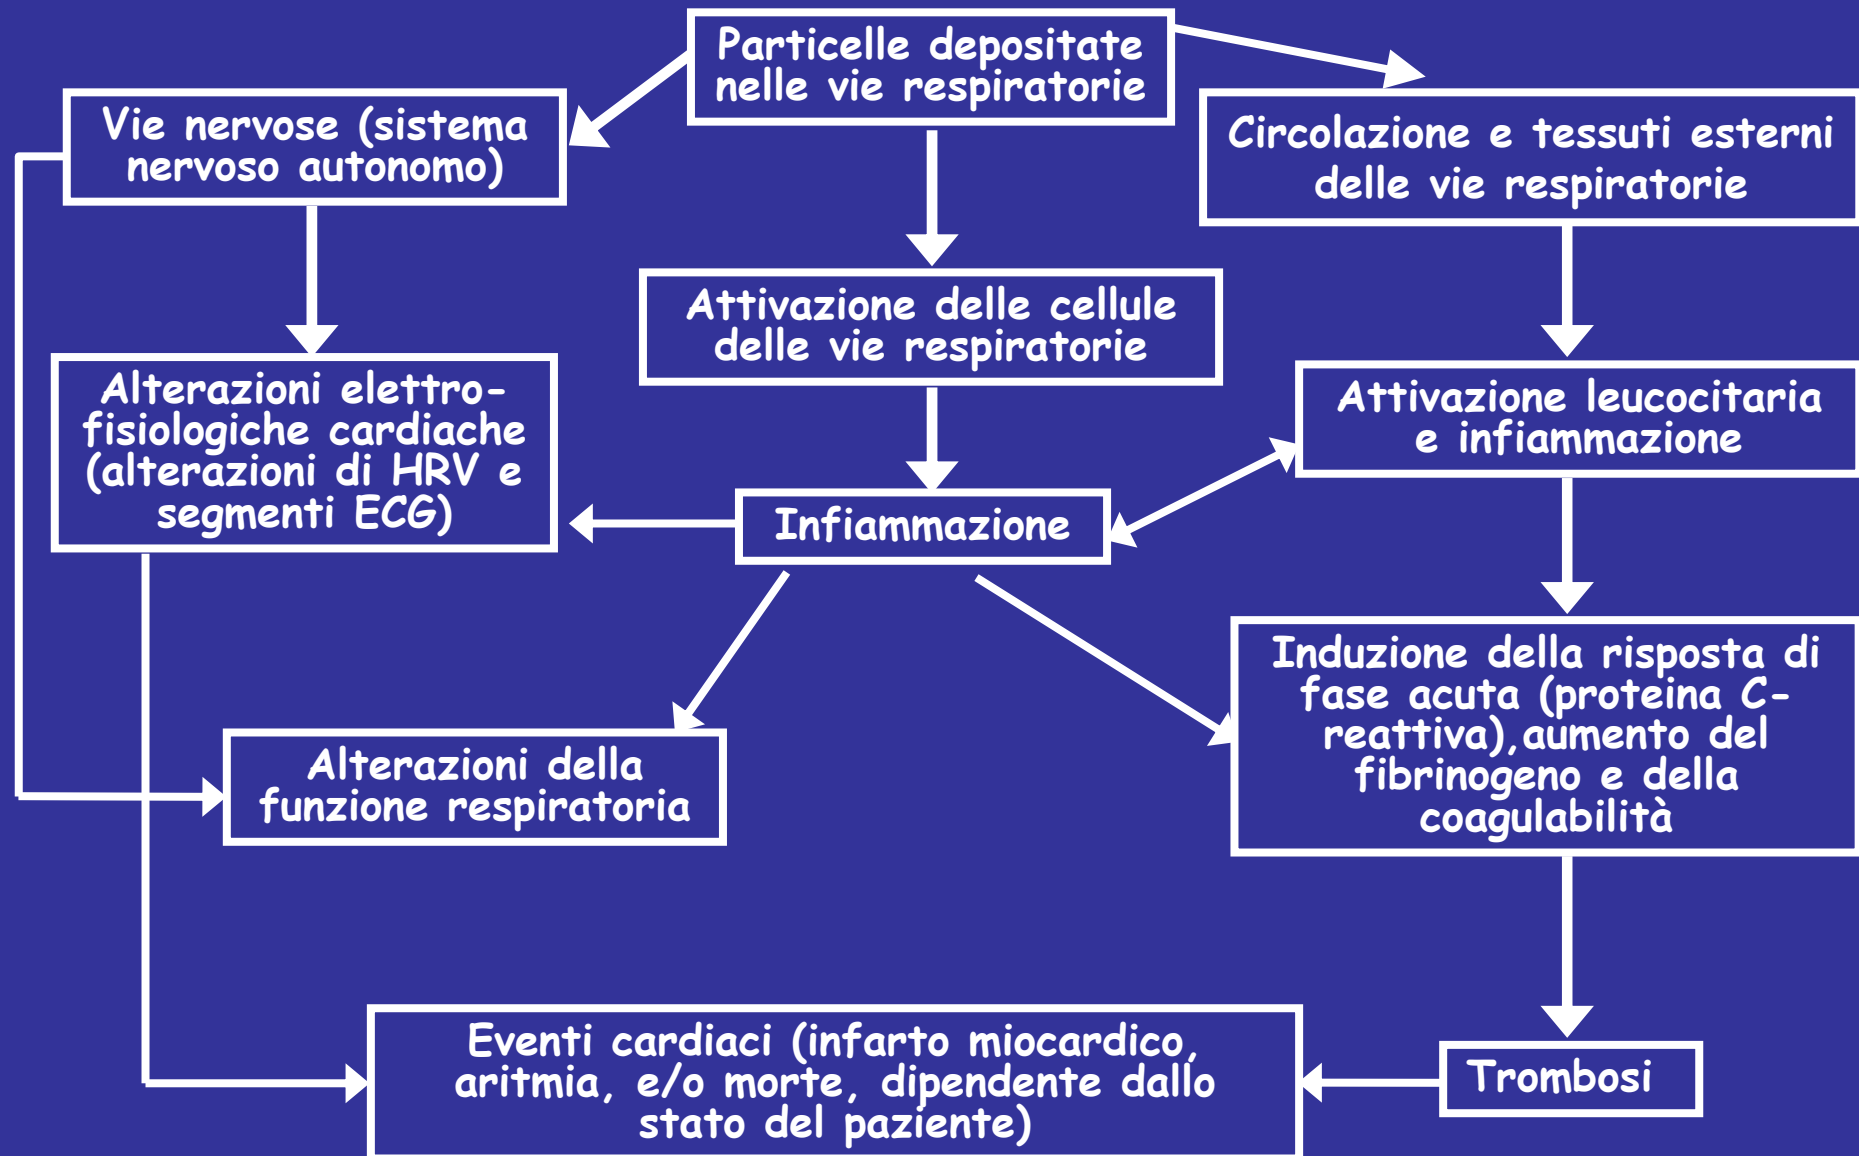 Particelle depositate
nelle vie respiratorie
Vie nervose (sistema
nervoso autonomo)
Circolazione e tessuti esterni
delle vie respiratorie
Attivazione delle cellule
delle vie respiratorie
Alterazioni elettro-
fisiologiche cardiache
(alterazioni di HRV e
segmenti ECG)
Attivazione leucocitaria
e infiammazione
Infiammazione
Induzione della risposta di
fase acuta (proteina C-
reattiva),aumento del
fibrinogeno e della
coagulabilità
Alterazioni della
funzione respiratoria
Eventi cardiaci (infarto miocardico,
aritmia, e/o morte, dipendente dallo
stato del paziente)
Trombosi